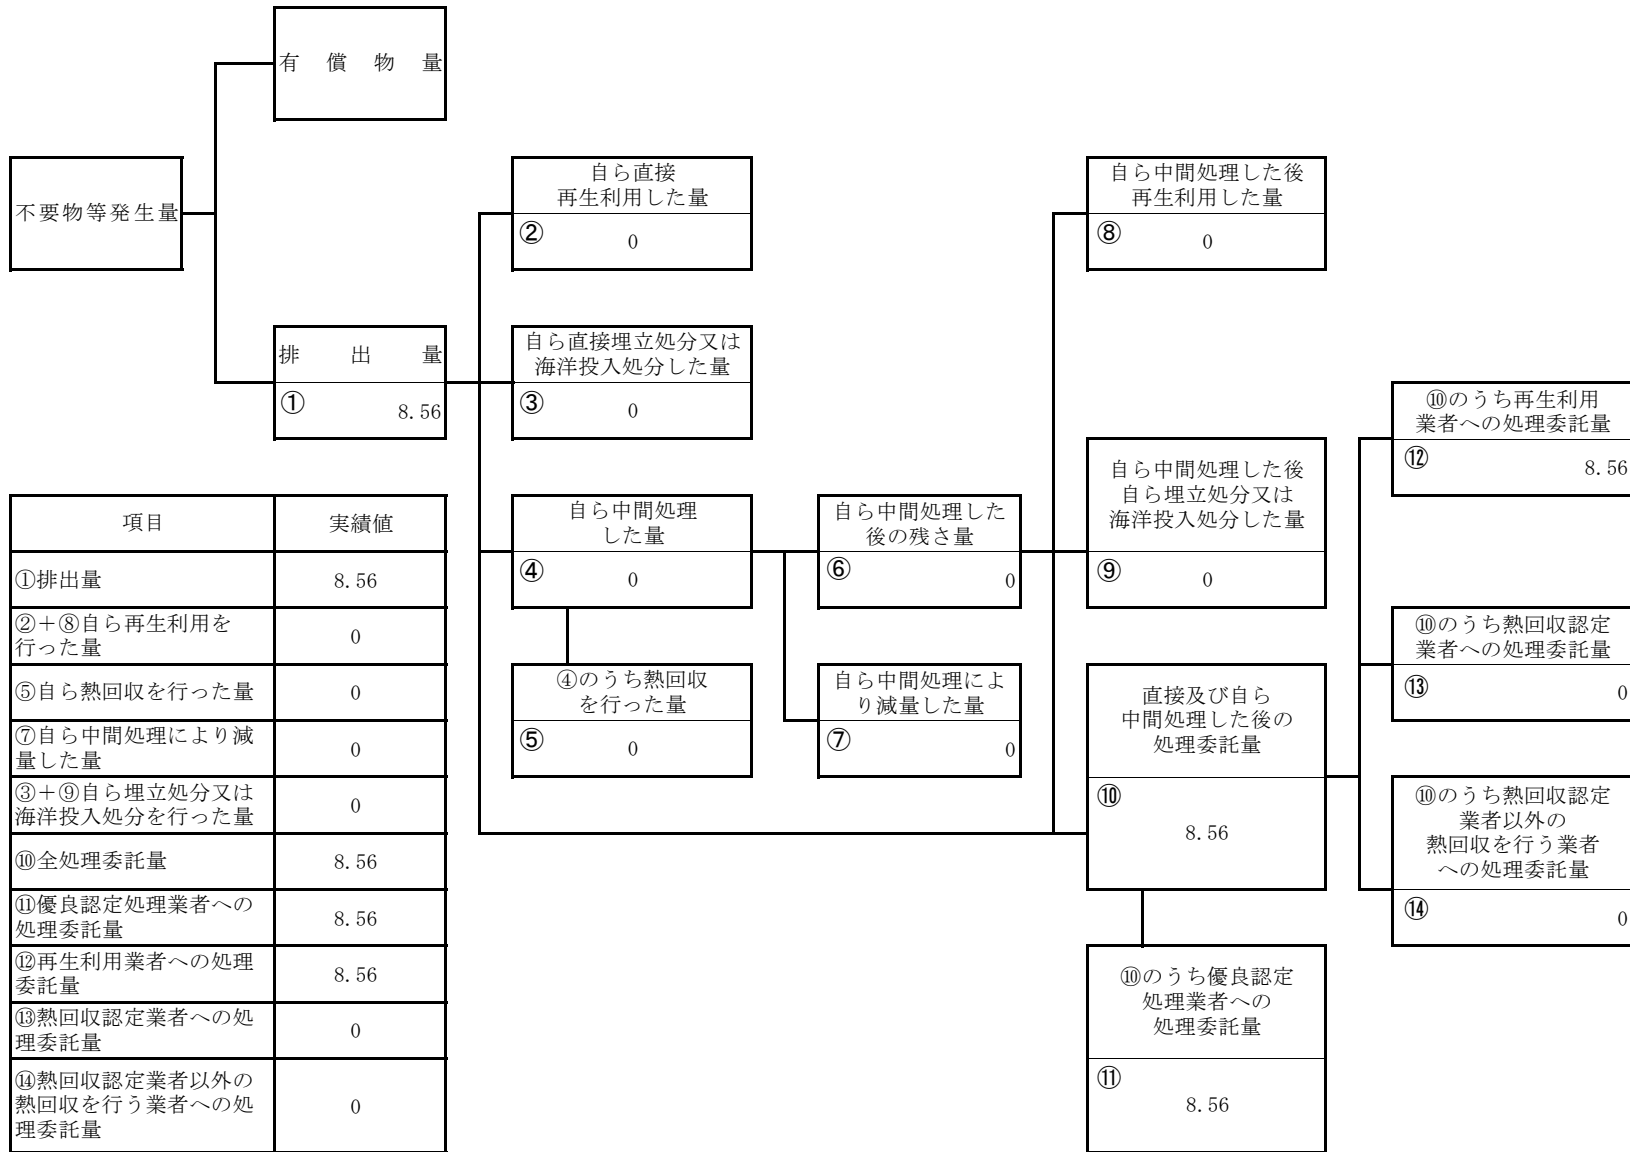 有償物量
不要物等発生量
排出量
① 8.56
自ら直接
再生利用した量
② 0
自ら直接埋立処分又は
海洋投入処分した量
③ 0
自ら中間処理
した量
④ 0
④のうち熱回収
を行った量
⑤ 0
自ら中間処理した
後の残さ量
⑥ 0
自ら中間処理によ
り減量した量
⑦ 0
自ら中間処理した後
再生利用した量
⑧ 0
自ら中間処理した後
自ら埋立処分又は
海洋投入処分した量
⑨ 0
直接及び自ら
中間処理した後の
処理委託量
⑩
8.56
⑩のうち優良認定
処理業者への
処理委託量
⑪
8.56
⑩のうち再生利用
業者への処理委託量
⑫ 8.56
⑩のうち熱回収認定
業者への処理委託量
⑬ 0
⑩のうち熱回収認定
業者以外の
熱回収を行う業者
への処理委託量
⑭ 0
項目 実績値
①排出量 8.56
②+⑧自ら再生利用を
行った量 0
⑤自ら熱回収を行った量 0
⑦自ら中間処理により減
量した量 0
③+⑨自ら埋立処分又は
海洋投入処分を行った量 0
⑩全処理委託量 8.56
⑪優良認定処理業者への
処理委託量 8.56
⑫再生利用業者への処理
委託量 8.56
⑬熱回収認定業者への処
理委託量 0
⑭熱回収認定業者以外の
熱回収を行う業者への処
理委託量 0